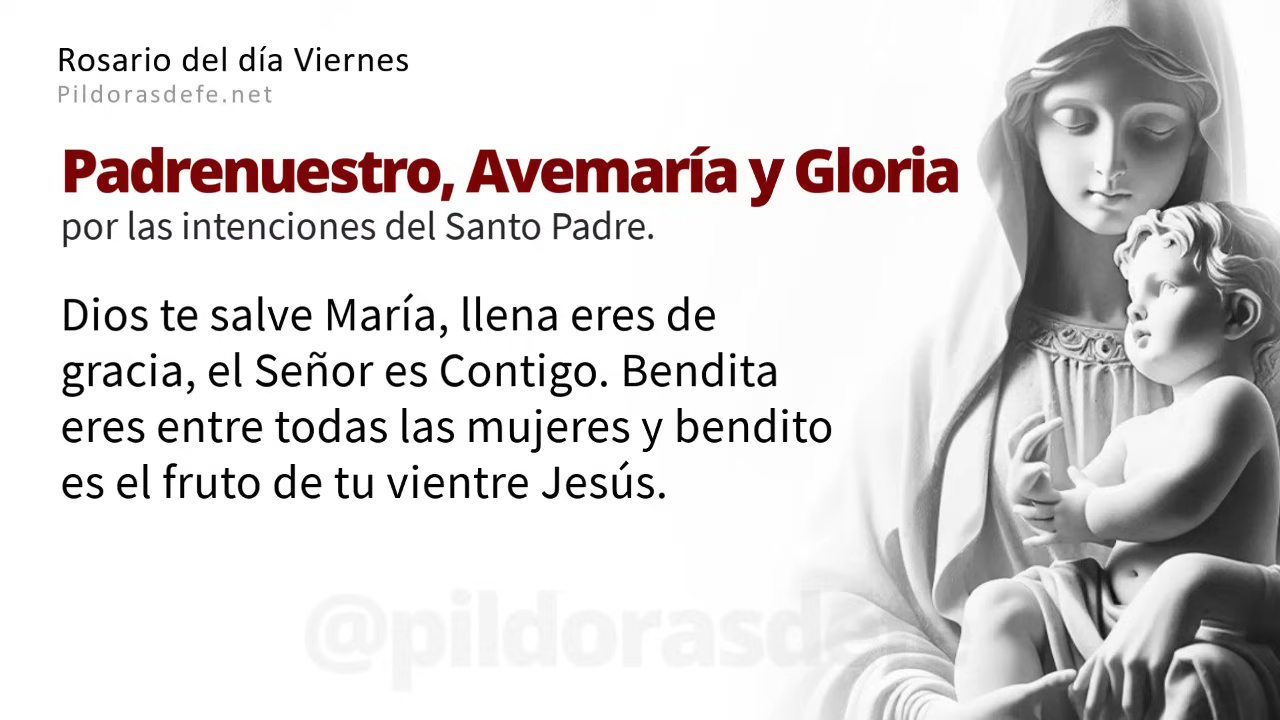 Rosario del día Viernes
Pildorasdefe.net
Padrenuestro, Avemaría y Gloria
por las intenciones del Santo Padre.
Dios te salve María, llena eres de
gracia, el Señor es Contigo. Bendita
eres entre todas las mujeres y bendito
es el fruto de tu vientre Jesús.
@pildorasde